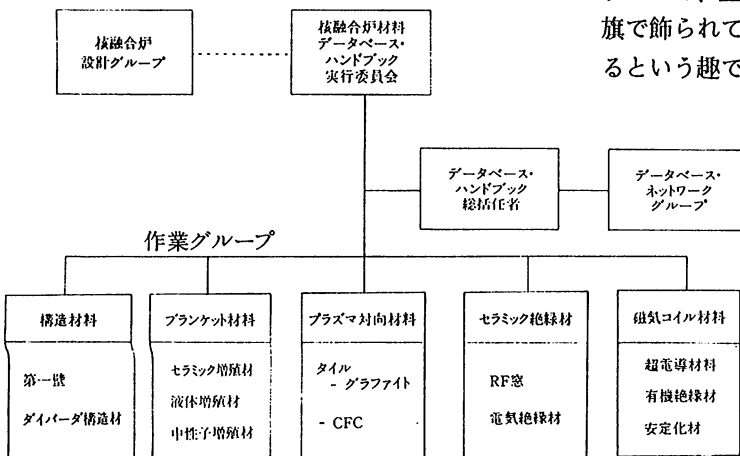 旗で飾られて
るという趣で
核融合炉
設計グループ
核融合炉材料
データベース・
ハンドブック
実行委員会
データベース・
ハンドブック
総括任者
データベース・
ネットワーク
グループ
作業グループ
構造材料
第一壁
ダイバーダ構造材
ブランケット材料
セラミック増殖材
液体増殖材
中性子増殖材
プラズマ対向材料
タイル
- グラファイト
- CFC
セラミック絶縁材
RF窓
電気絶縁材
磁気コイル材料
超電導材料
有機絶縁材
安定化材